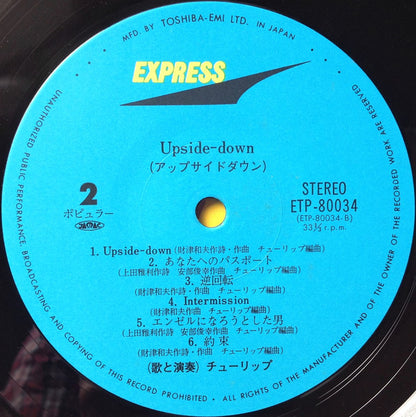 MFD. BY TOSHIBA-EMI LTD. IN JAPAN
EXPRESS
Upside-down
(アップサイドダウン)
2
ポピュラー
JASRAC
STEREO
ETP-80034
(ETP-80034-B)
33⅓ r.p.m.
1. Upside-down (財津和夫作詩・作曲 チューリップ編曲)
2. あなたへのパスポート
(上田雅利作詩 安部俊幸作曲 チューリップ編曲)
3. 逆回転
(財津和夫作詩・作曲 チューリップ編曲)
4. Intermission
(財津和夫作詩・作曲 チューリップ編曲)
5. エンゼルになろうとした男
(上田雅利作詩 安部俊幸作曲 チューリップ編曲)
6. 約束
(財津和夫作詩・作曲 チューリップ編曲)
(歌と演奏) チューリップ
UNAUTHORIZED PUBLIC PERFORMANCE, BROADCASTING AND COPYING OF THIS RECORD PROHIBITED • ALL RIGHTS OF THE MANUFACTURER AND OF THE OWNER OF THE RECORDED WORK ARE RESERVED